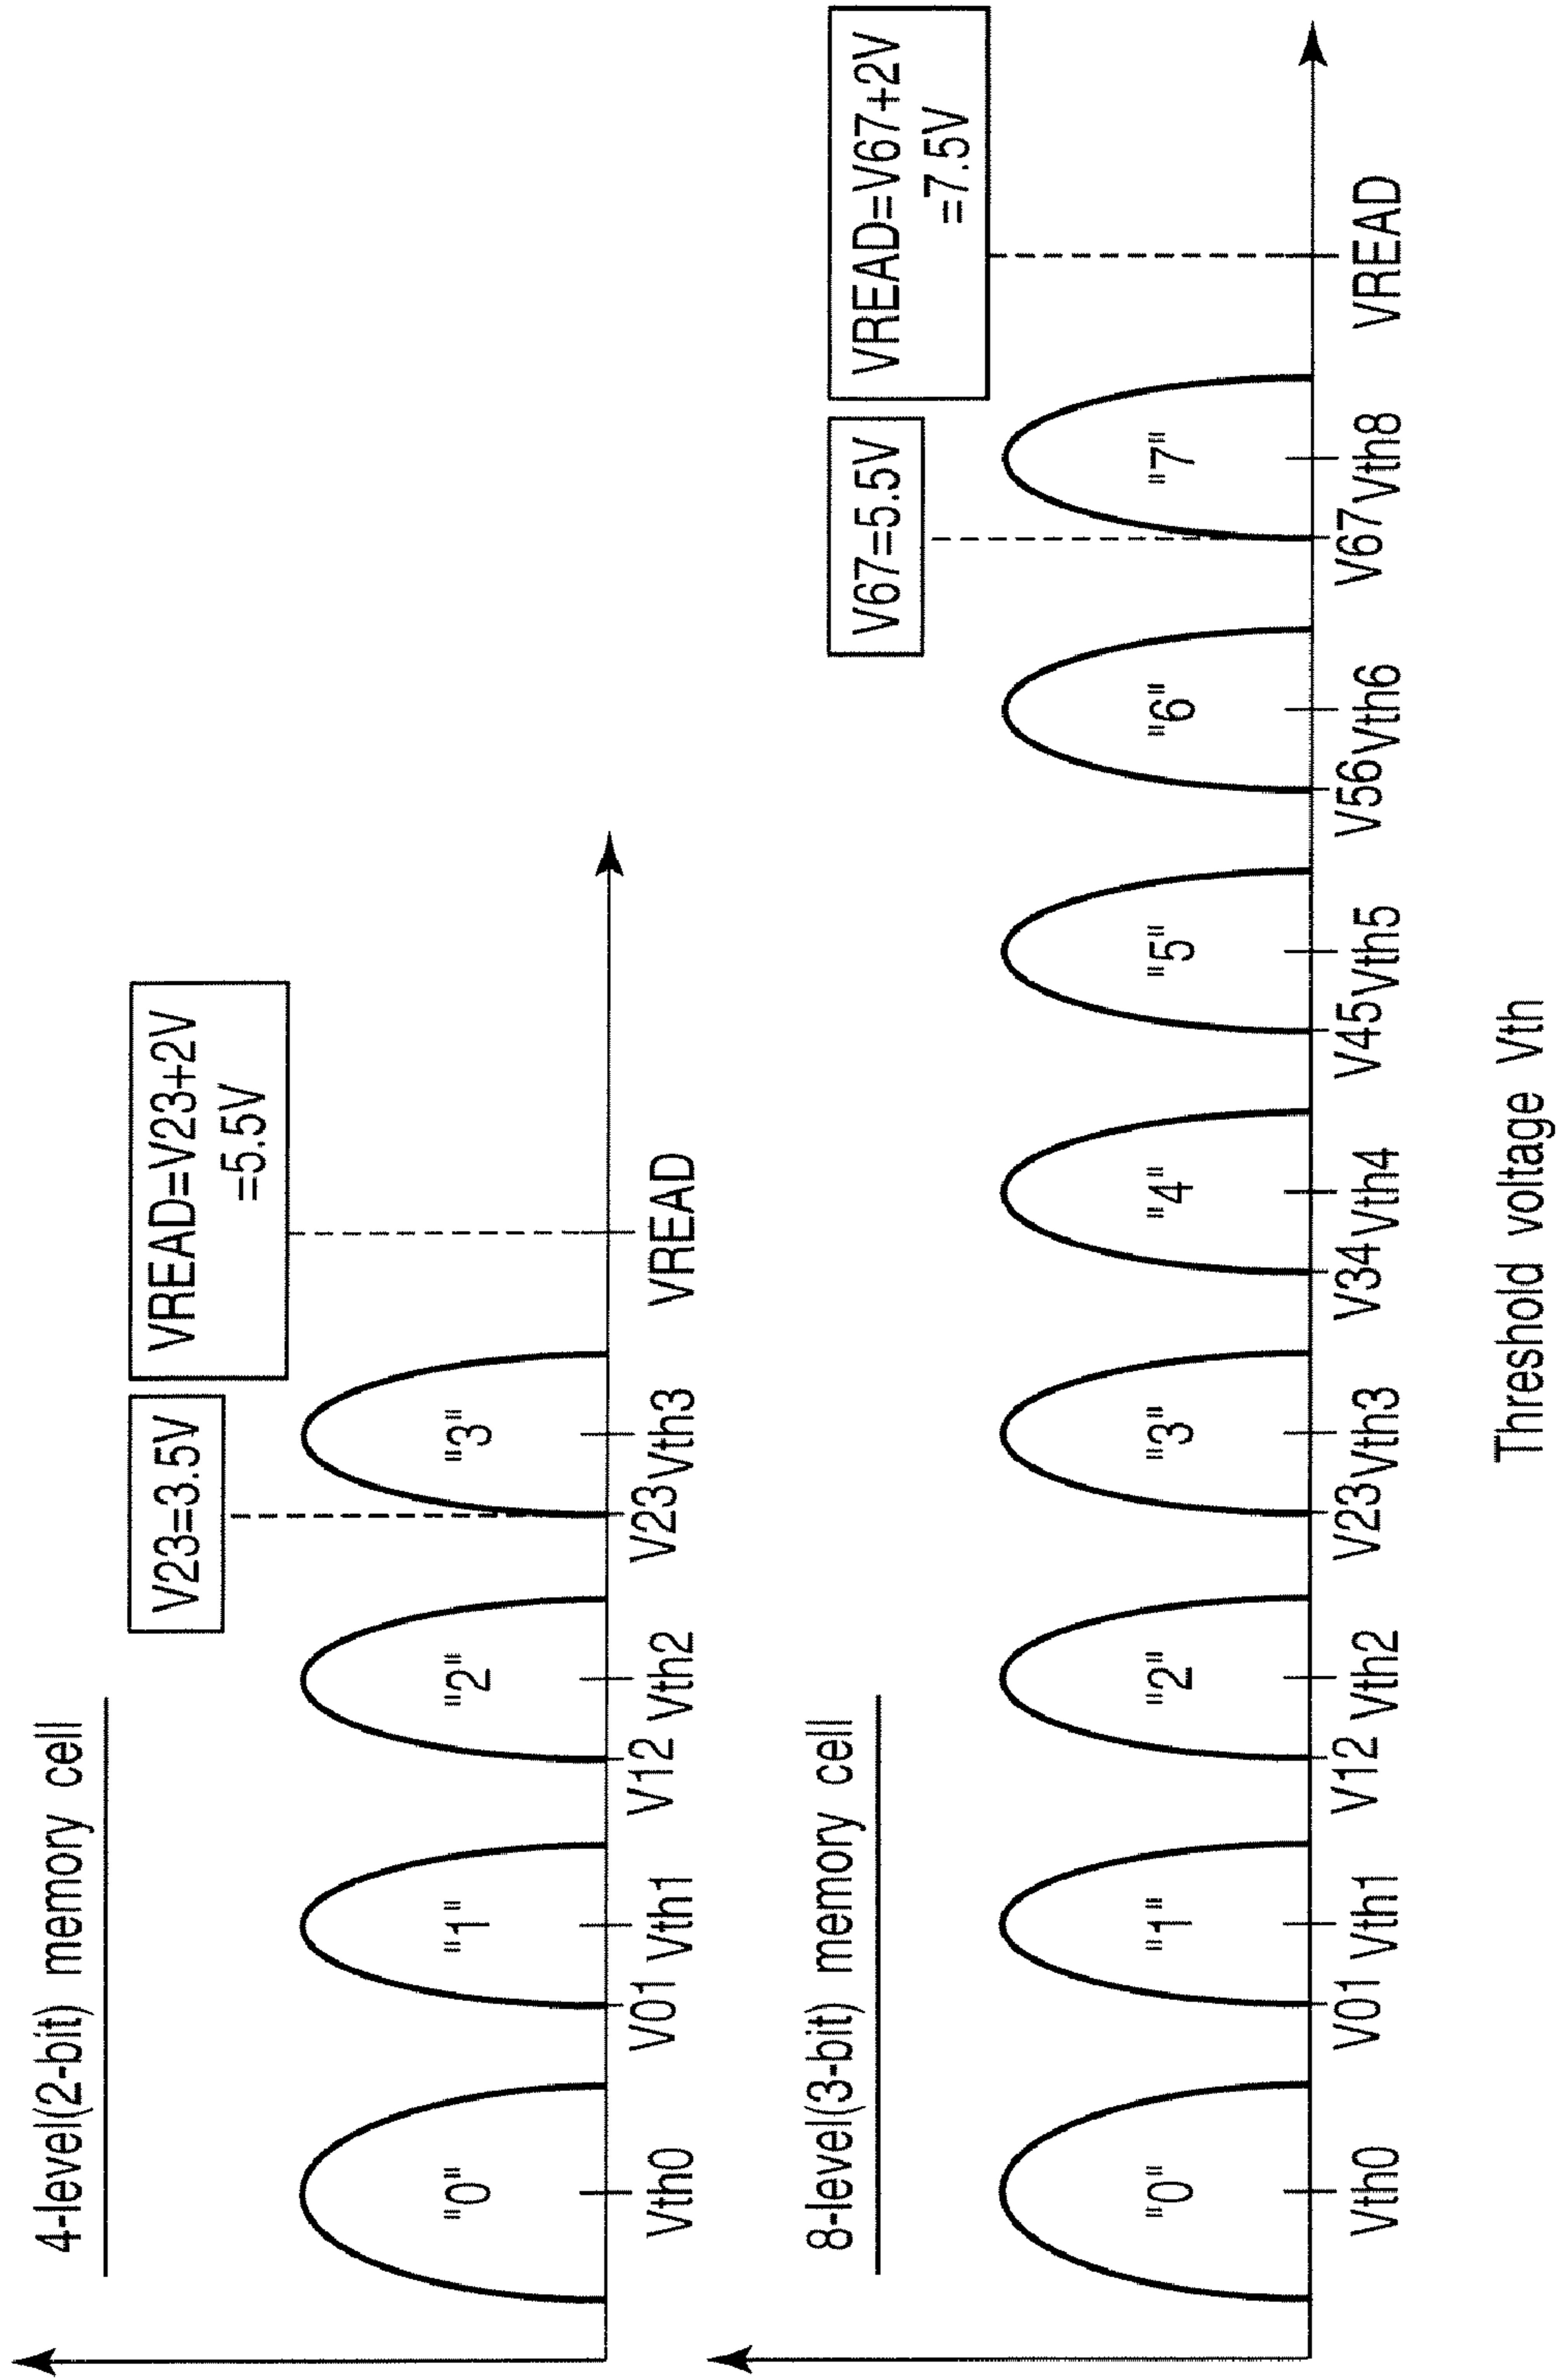 4-level(2-bit) memory cell
V23=3.5V
VREAD=V23+2V
=5.5V
"0"
"1"
"2"
"3"
Vth0
V01
Vth1
V12
Vth2
V23
Vth3
VREAD
8-level(3-bit) memory cell
V67=5.5V
VREAD=V67+2V
=7.5V
"0"
"1"
"2"
"3"
"4"
"5"
"6"
"7"
Vth0
V01
Vth1
V12
Vth2
V23
Vth3
V34
Vth4
V45
Vth5
V56
Vth6
V67
Vth8
VREAD
Threshold voltage Vth